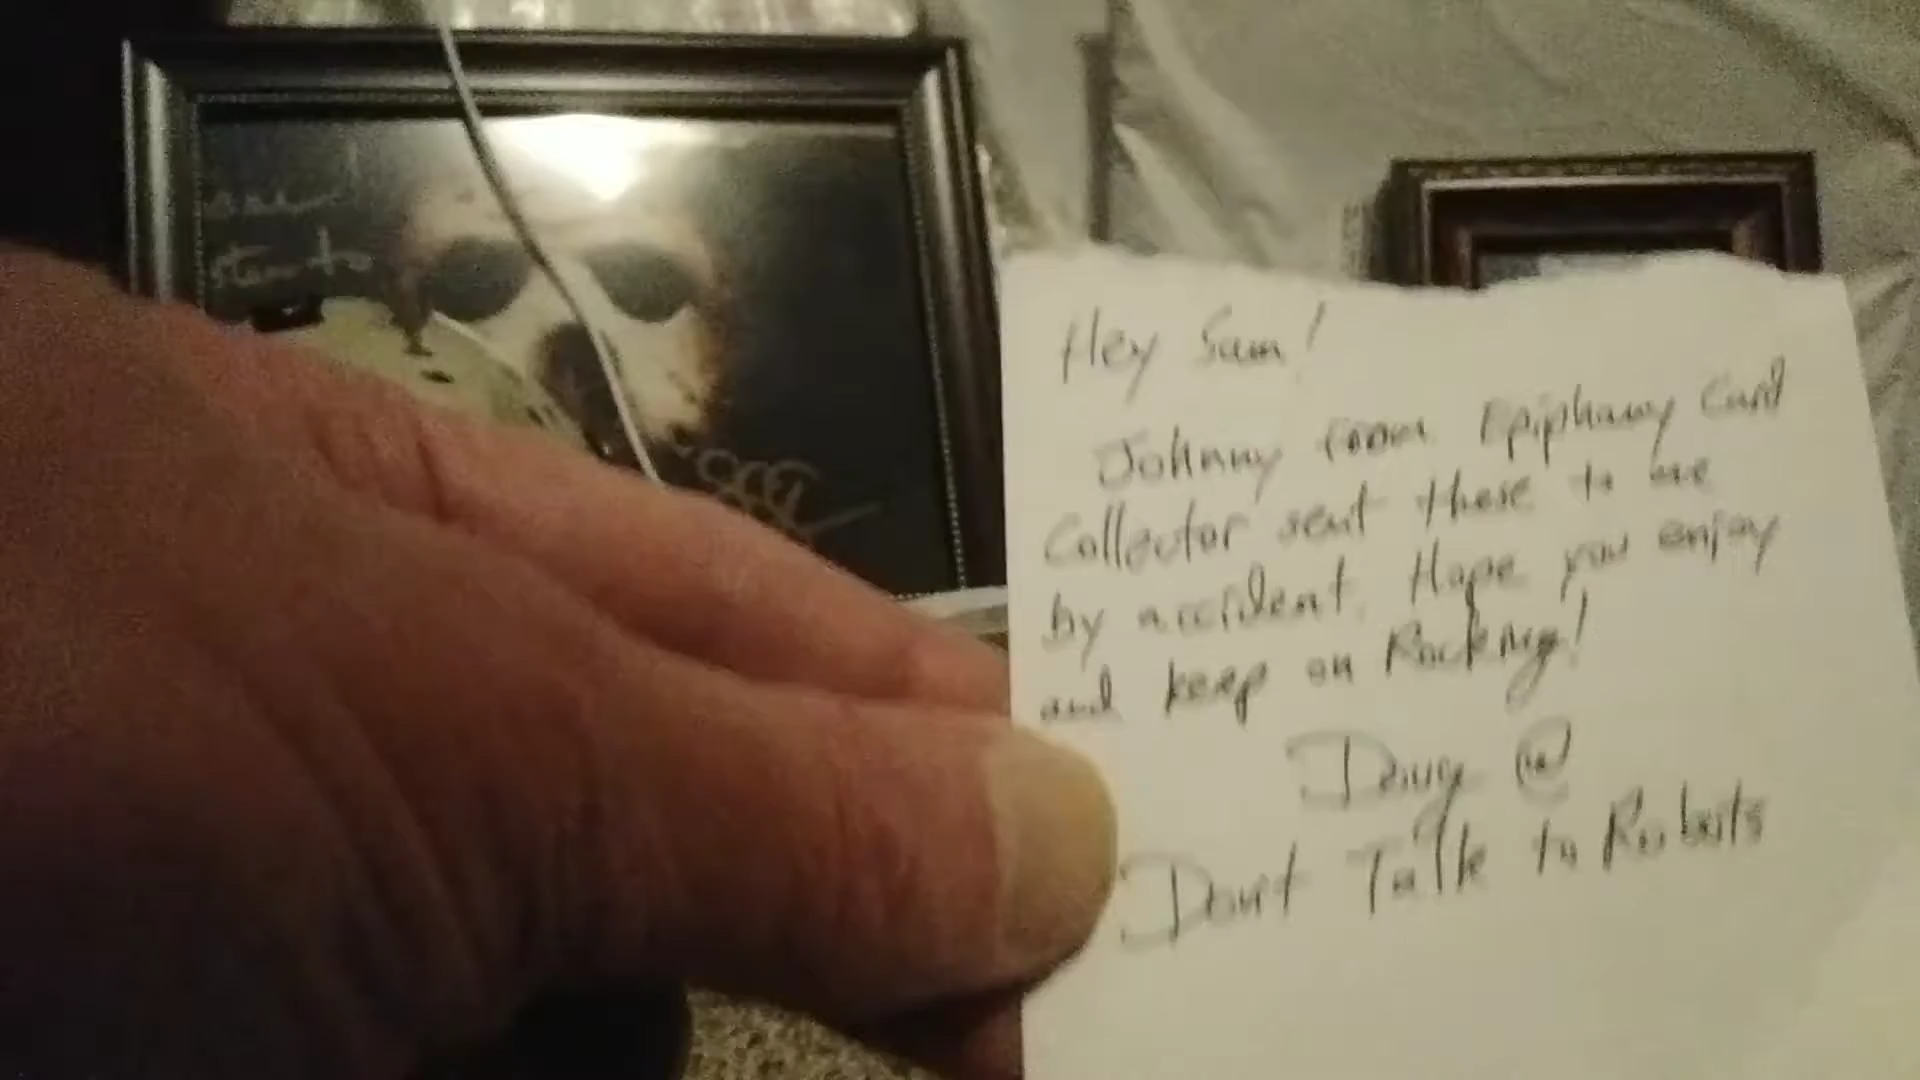 Hey Sam!
Johnny from Epiphany Card
Collector sent these to me
by accident. Hope you enjoy
and keep on Rocking!
Doug @
Don't Talk to Robots